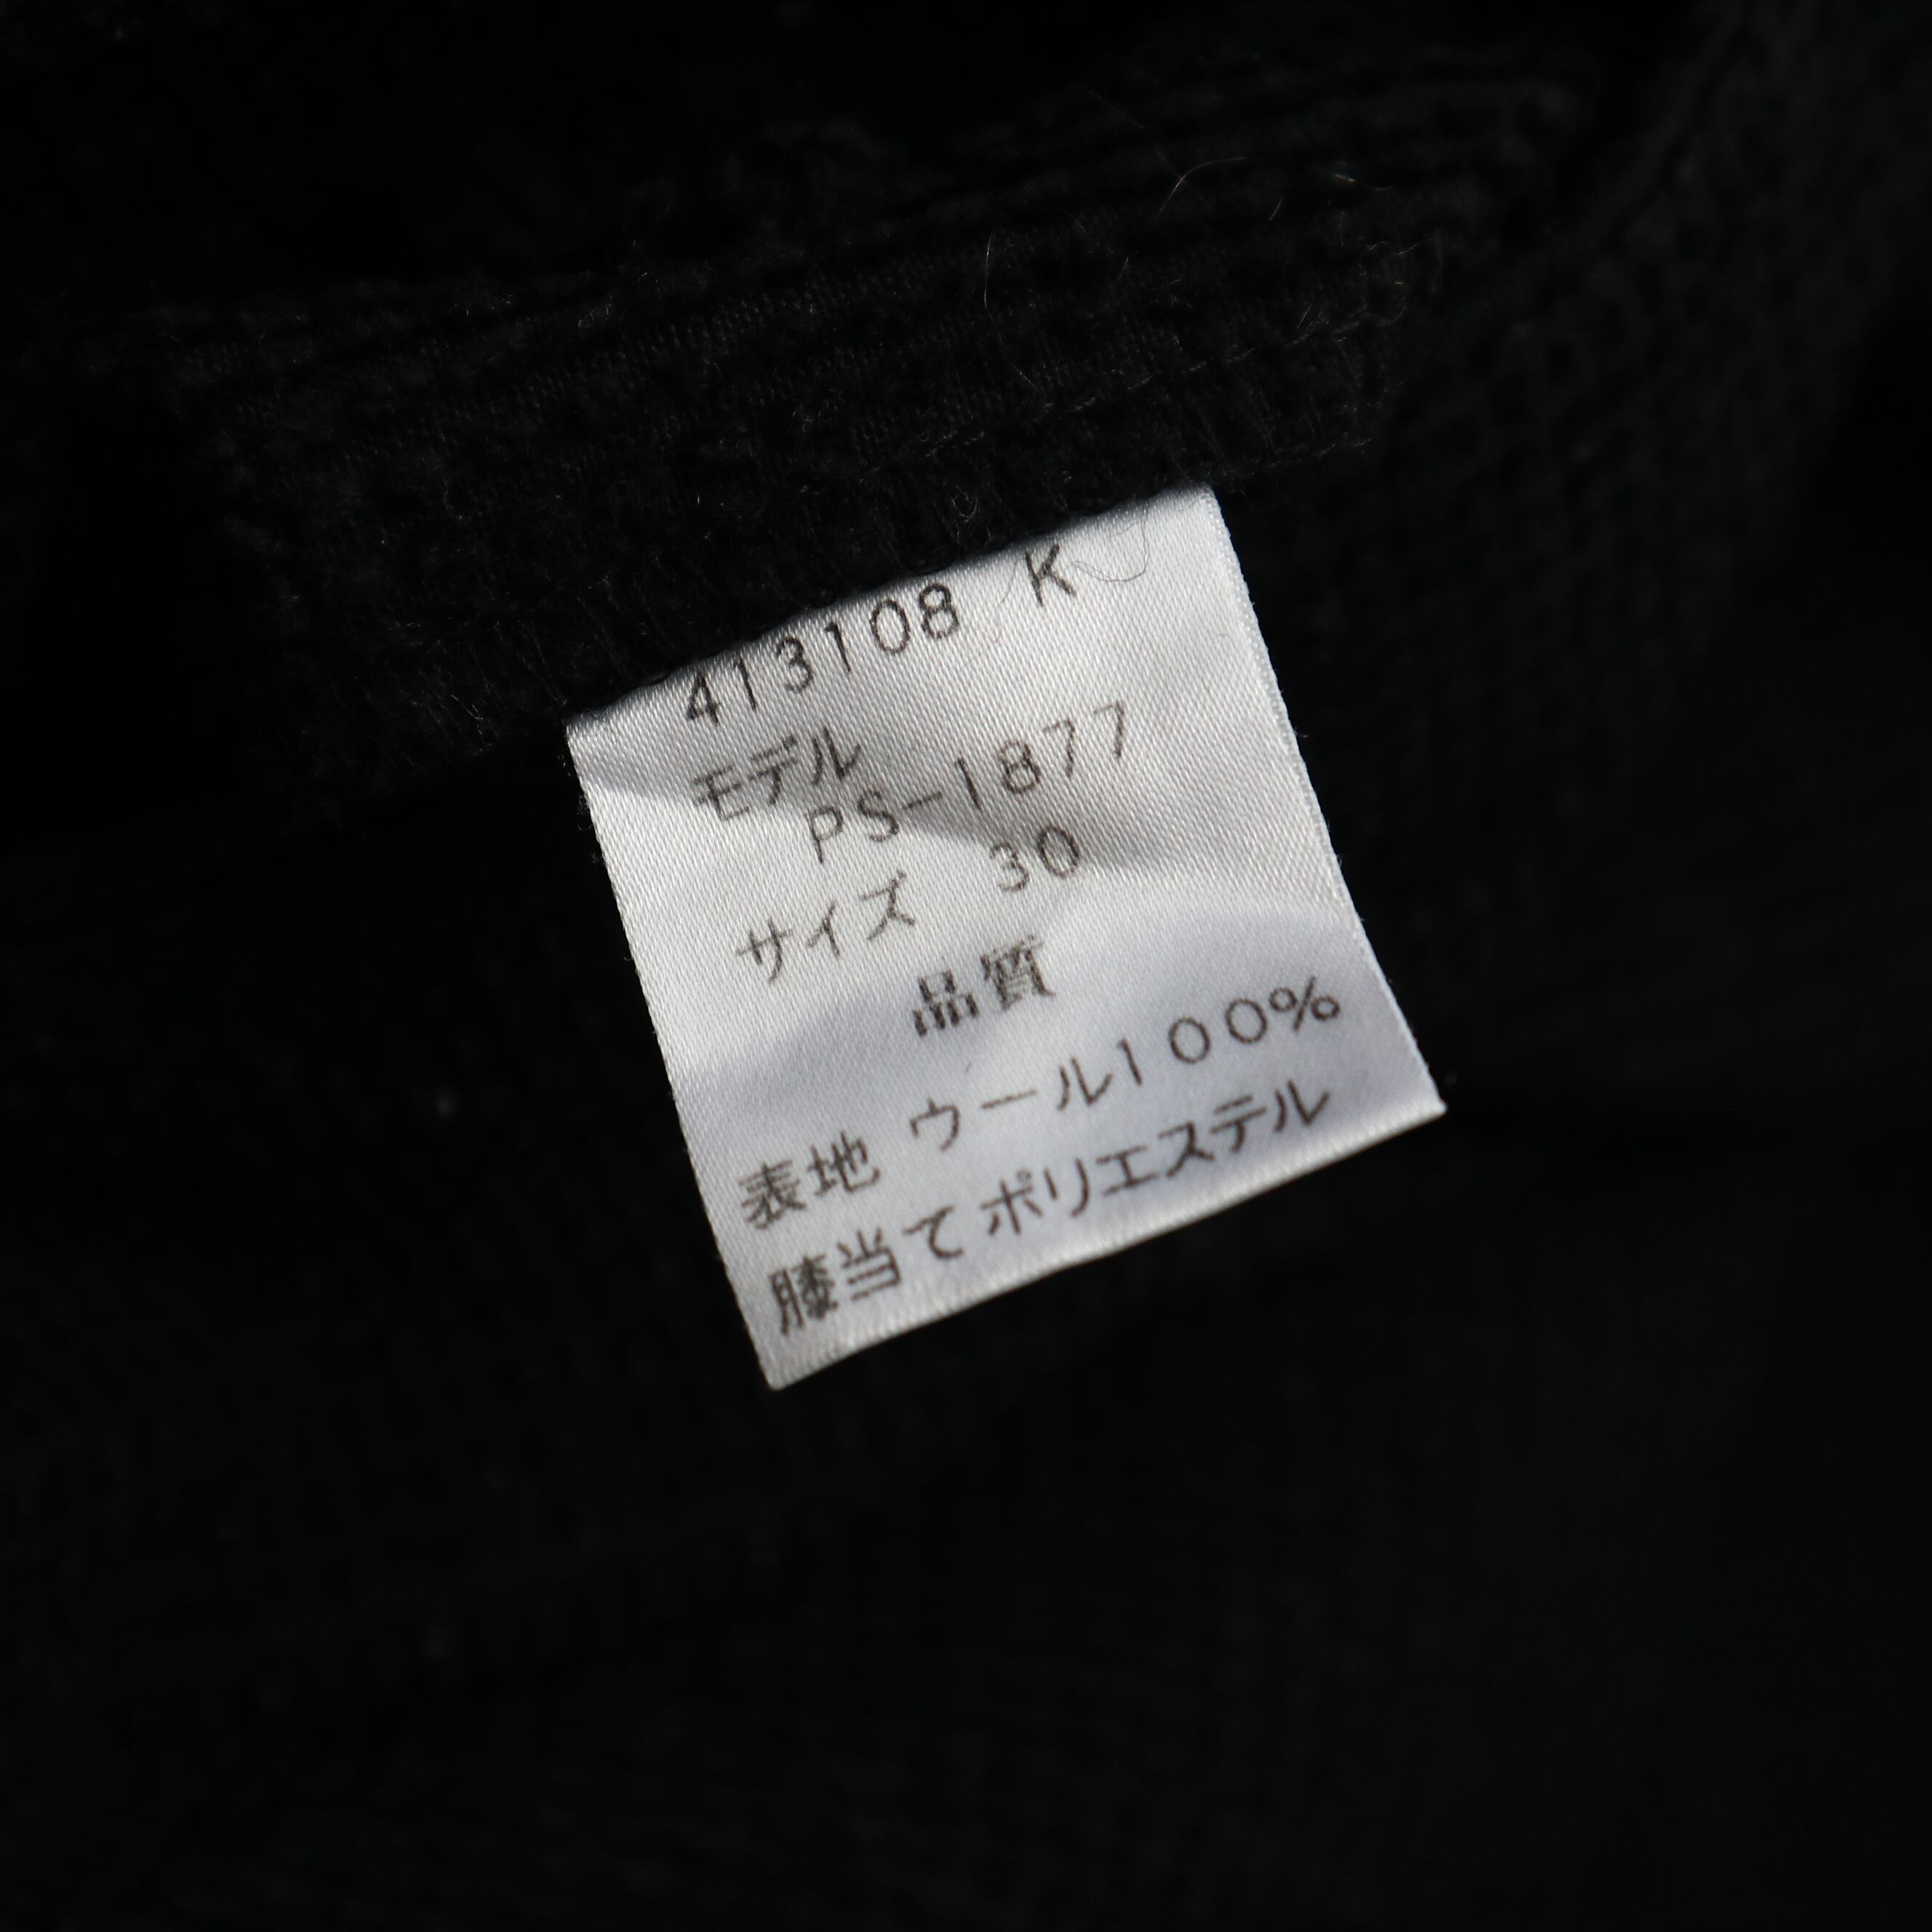 413108 K
モデル
PS-1877
サイズ 30
品質
表地 ウール100%
膝当てポリエステル